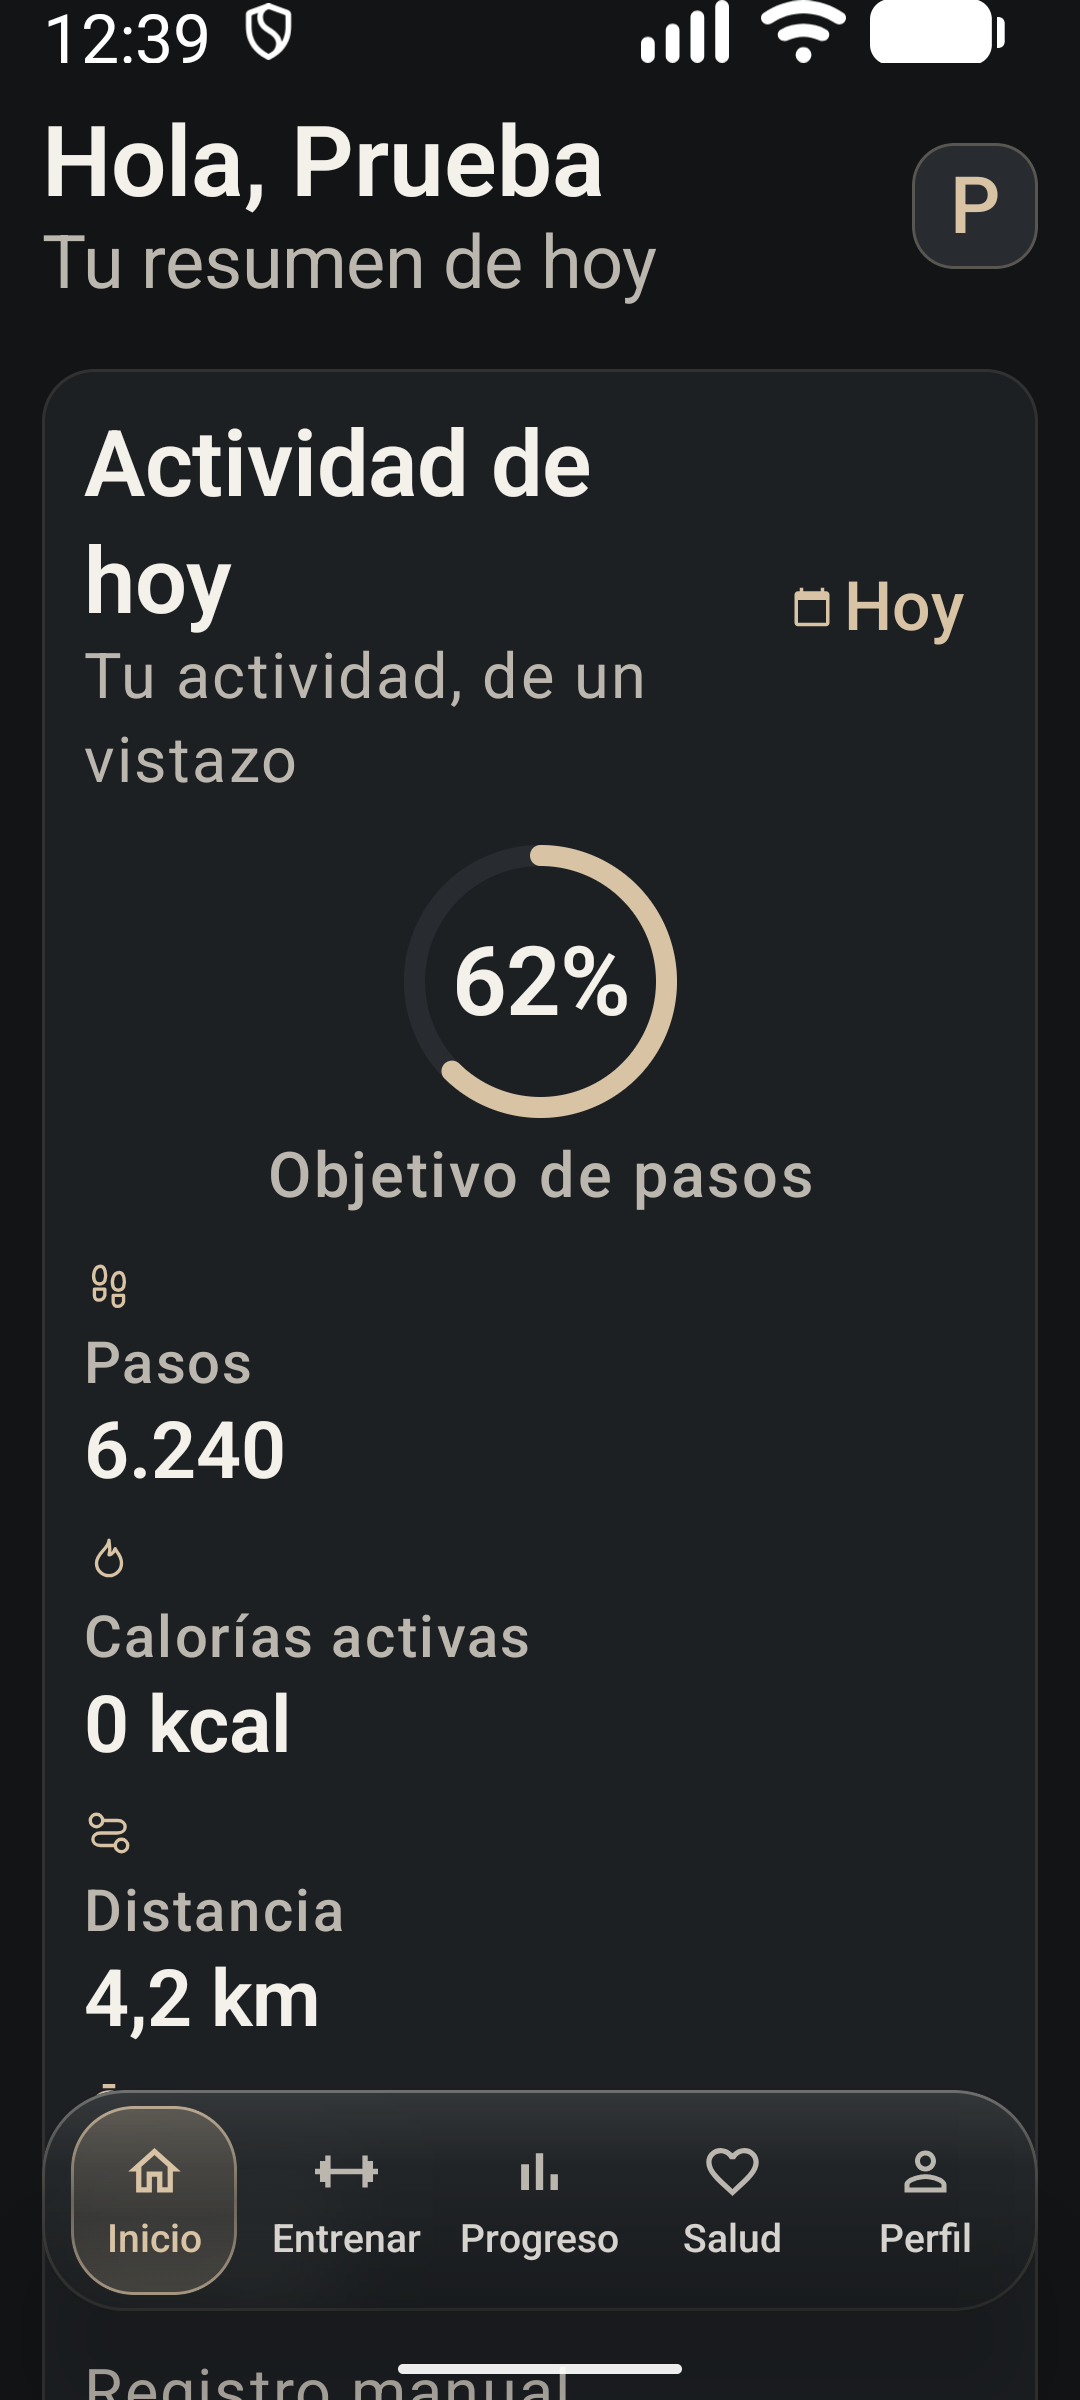 12:39
Hola, Prueba
P
Tu resumen de hoy
Actividad de
hoy
Hoy
Tu actividad, de un
vistazo
62%
Objetivo de pasos
Pasos
6.240
Calorías activas
0 kcal
Distancia
4,2 km
Inicio
Entrenar
Progreso
Salud
Perfil
Registro manual